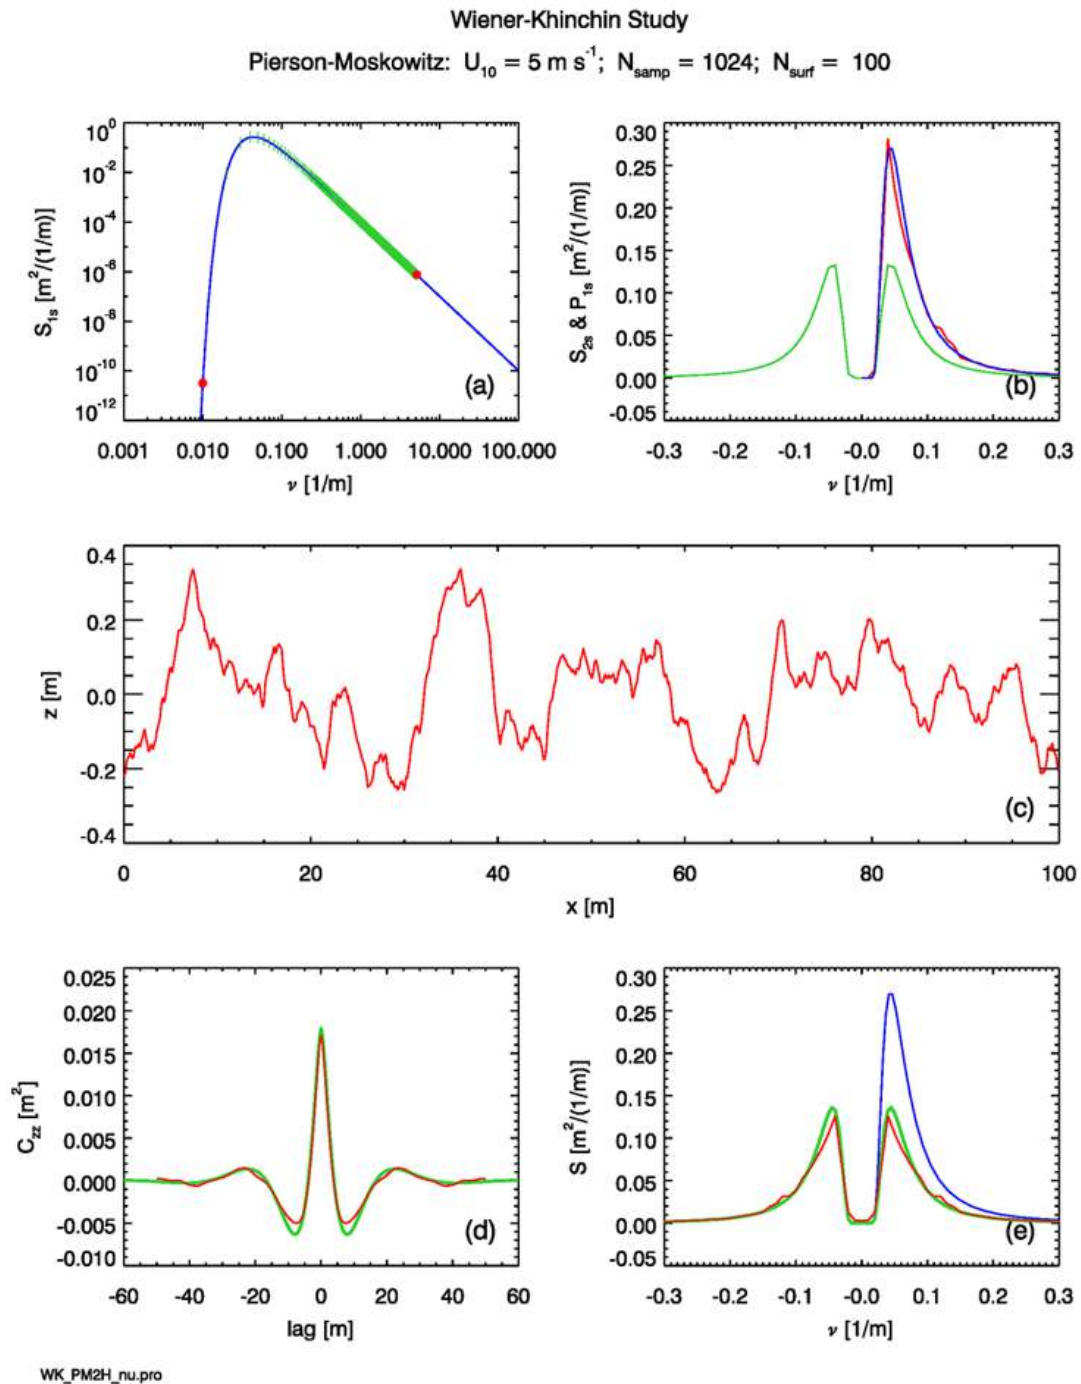 Wiener-Khinchin Study
Pierson-Moskowitz: U₁₀ = 5 m s⁻¹; Nsamp = 1024; Nsurf = 100
S₁s [m²/(1/m)]
10⁰
10⁻²
10⁻⁴
10⁻⁶
10⁻⁸
10⁻¹⁰
10⁻¹²
(a)
0.001 0.010 0.100 1.000 10.000 100.000
ν [1/m]
S₂s & P₁s [m²/(1/m)]
0.30
0.25
0.20
0.15
0.10
0.05
0.00
-0.05
(b)
-0.3 -0.2 -0.1 -0.0 0.1 0.2 0.3
ν [1/m]
z [m]
0.4
0.2
0.0
-0.2
-0.4
(c)
0 20 40 60 80 100
x [m]
Czz [m²]
0.025
0.020
0.015
0.010
0.005
0.000
-0.005
-0.010
(d)
-60 -40 -20 0 20 40 60
lag [m]
S [m²/(1/m)]
0.30
0.25
0.20
0.15
0.10
0.05
0.00
-0.05
(e)
-0.3 -0.2 -0.1 -0.0 0.1 0.2 0.3
ν [1/m]
WK_PM2H_nu.pro